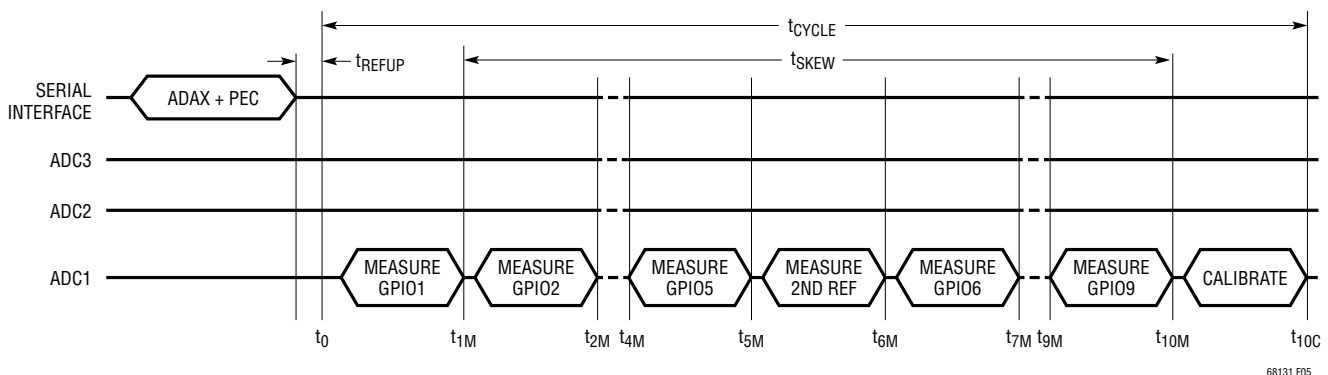 tCYCLE
tREFUP
tSKEW
SERIAL
INTERFACE
ADAX + PEC
ADC3
ADC2
ADC1
MEASURE
GPIO1
MEASURE
GPIO2
MEASURE
GPIO5
MEASURE
2ND REF
MEASURE
GPIO6
MEASURE
GPIO9
CALIBRATE
t0
t1M
t2M
t4M
t5M
t6M
t7M
t9M
t10M
t10C
68131 F05